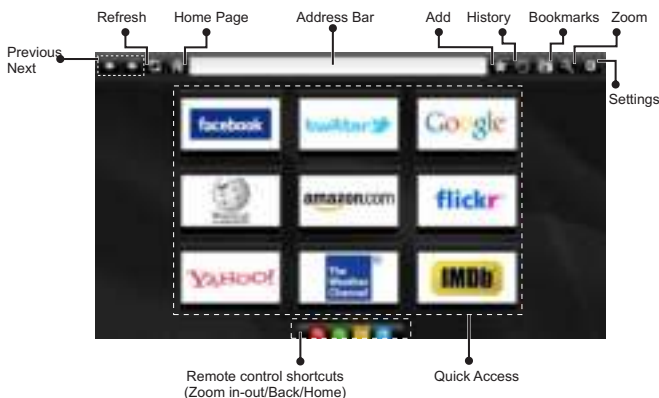 Refresh Home Page Address Bar Add History Bookmarks Zoom
Previous
Next
Settings
facebook twitter Google
amazon.com flickr
YAHOO! The Weather Channel IMDb
Remote control shortcuts
(Zoom in-out/Back/Home)
Quick Access